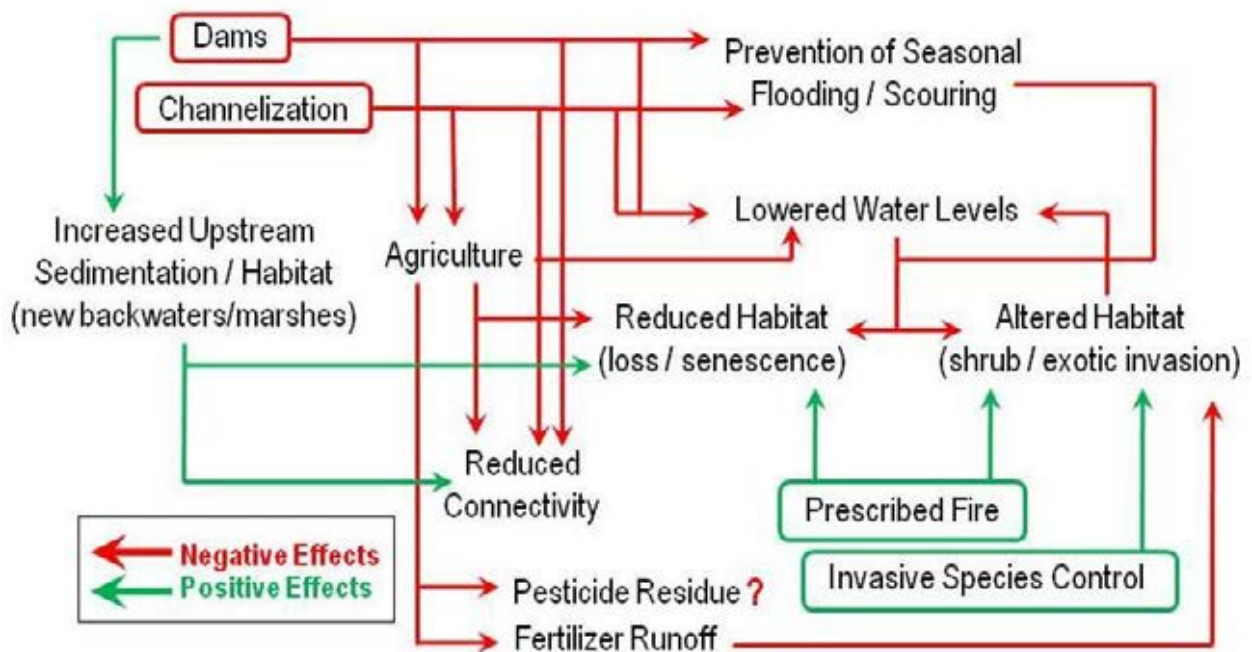 Dams
Prevention of Seasonal
Flooding / Scouring
Channelization
Increased Upstream
Sedimentation / Habitat
(new backwaters/marshes)
Agriculture
Lowered Water Levels
Reduced Habitat
(loss / senescence)
Altered Habitat
(shrub / exotic invasion)
Reduced
Connectivity
Prescribed Fire
Invasive Species Control
Negative Effects
Positive Effects
Pesticide Residue ?
Fertilizer Runoff